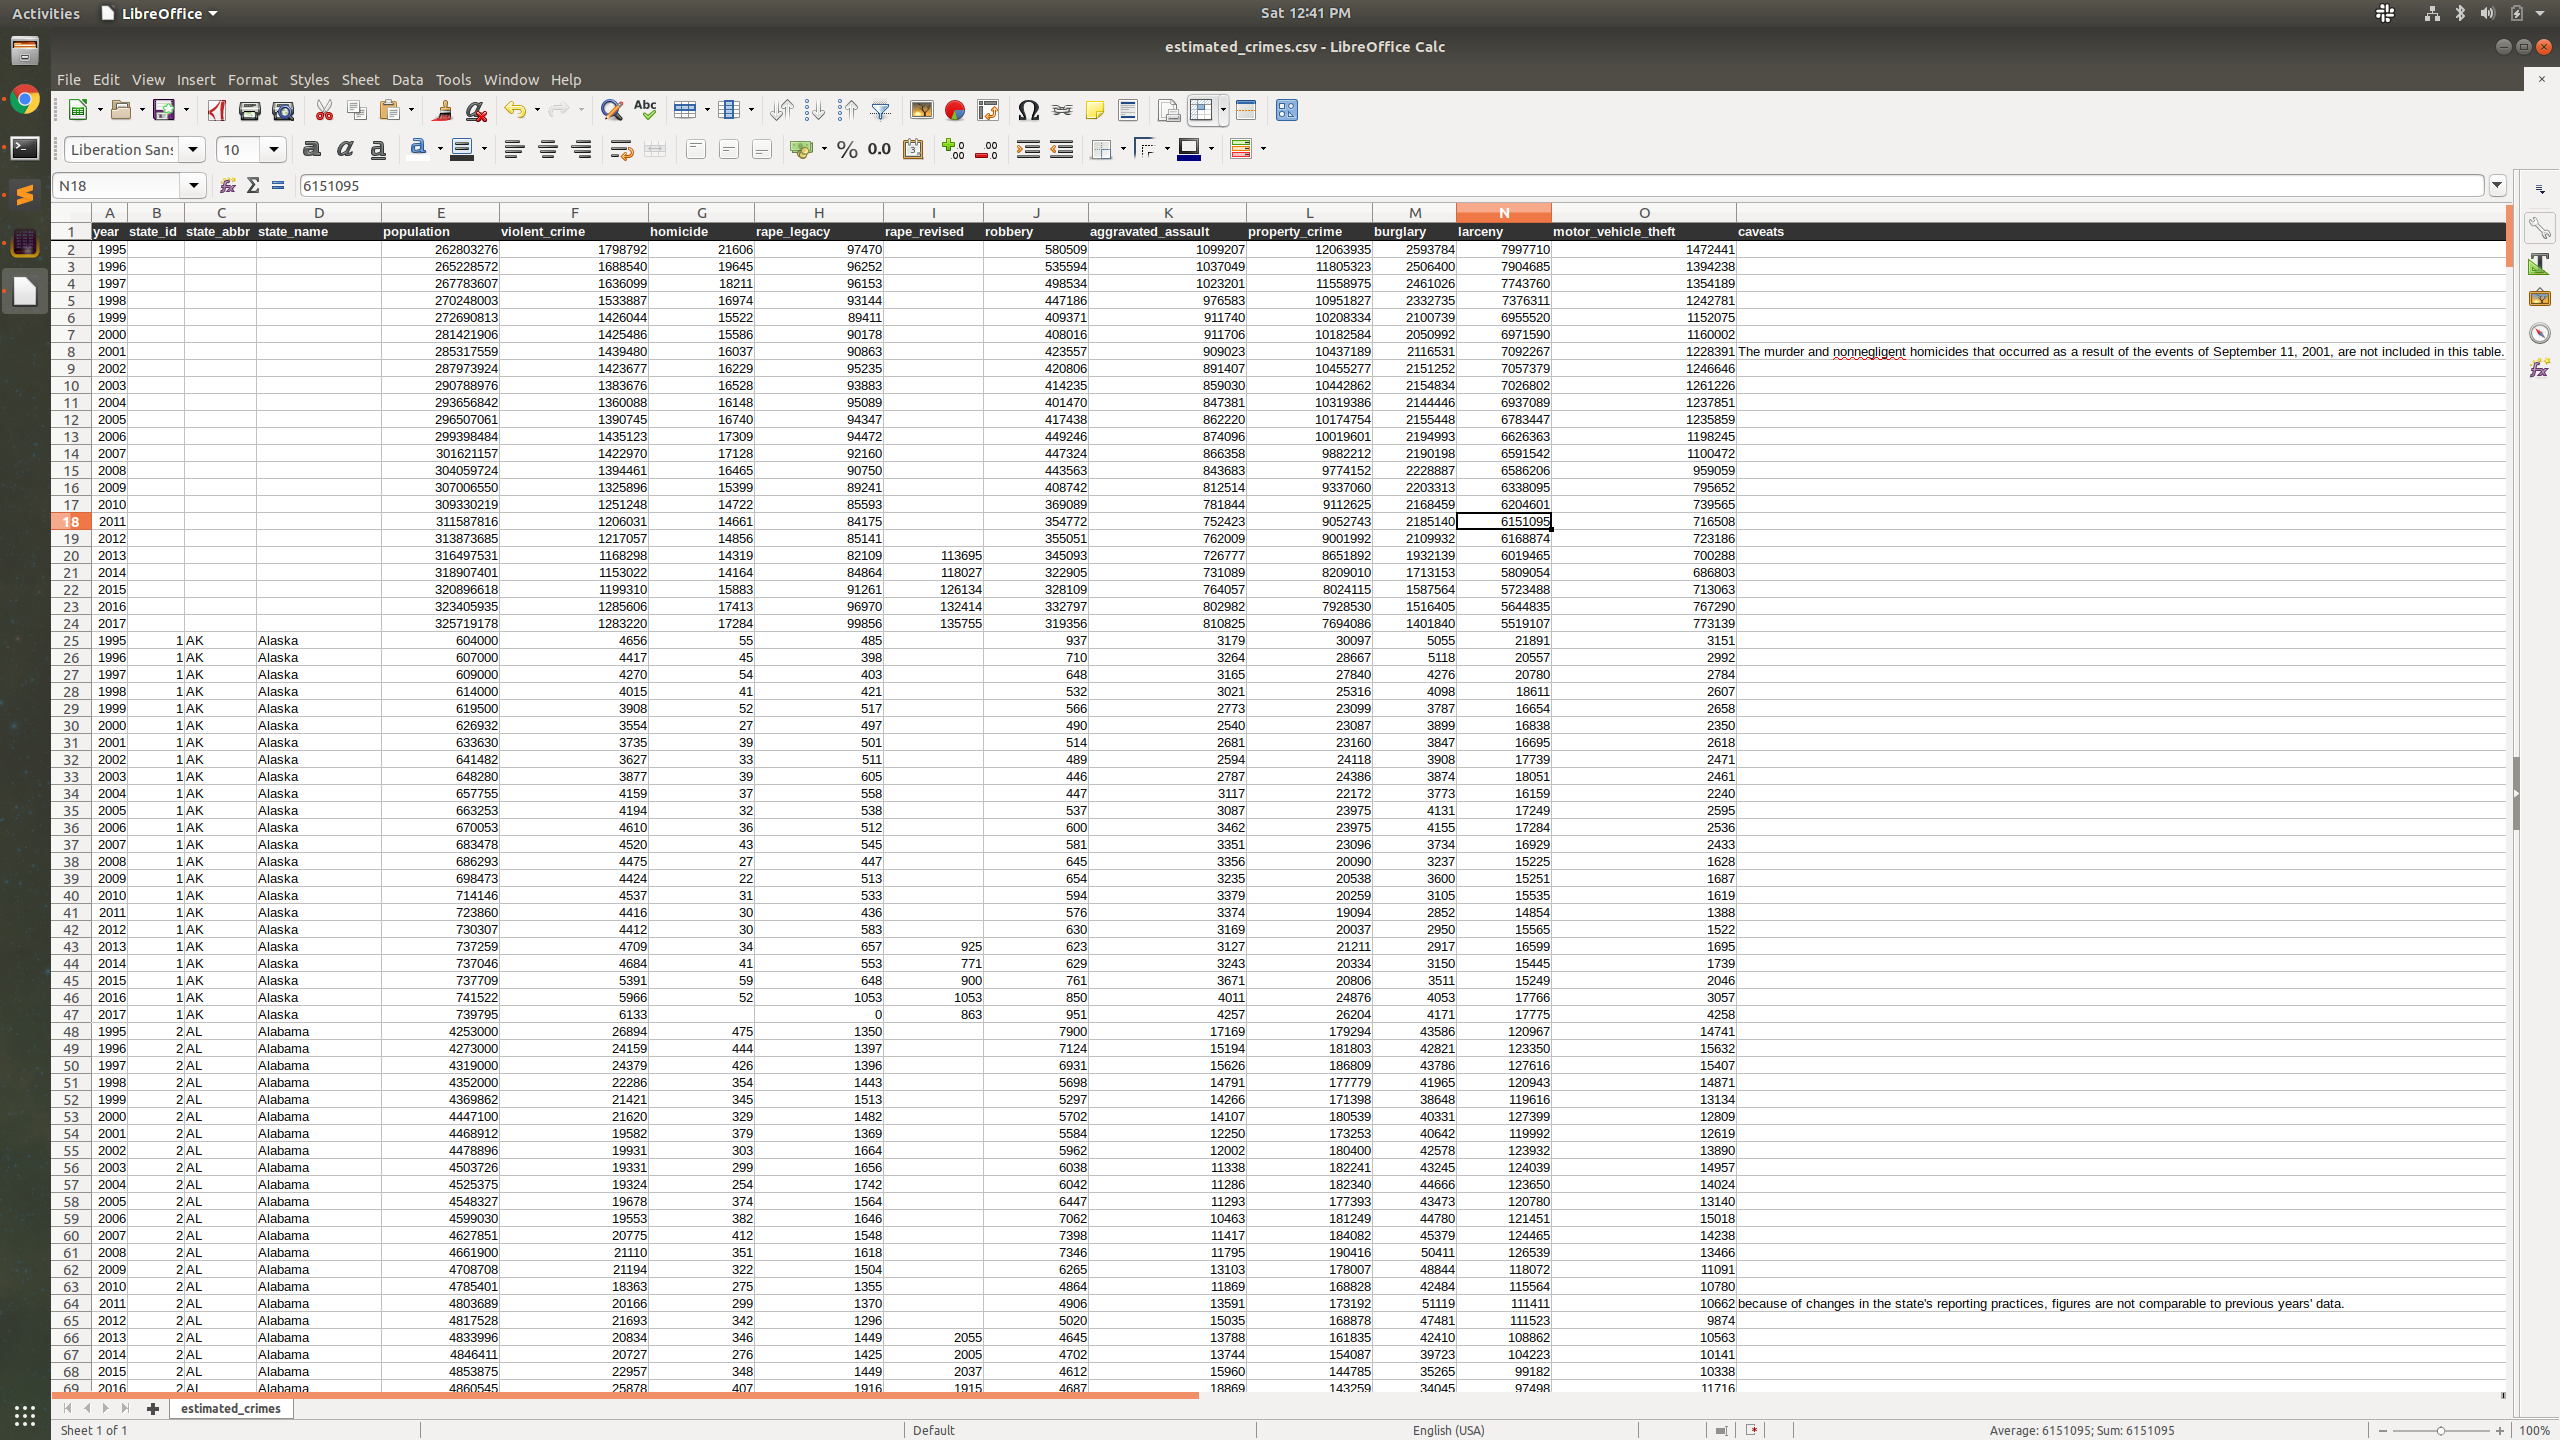 Activities LibreOffice Sat 12:41 PM
estimated_crimes.csv - LibreOffice Calc
File Edit View Insert Format Styles Sheet Data Tools Window Help
Liberation Sans 10
N18 6151095
A B C D E F G H I J K L M N O
1 year state_id state_abbr state_name population violent_crime homicide rape_legacy rape_revised robbery aggravated_assault property_crime burglary larceny motor_vehicle_theft caveats
2 1995 262803276 1798792 21606 97470 580509 1099207 12063935 2593784 7997710 1472441
3 1996 265228572 1688540 19645 96252 535594 1037049 11805323 2506400 7904685 1394238
4 1997 267783607 1636099 18211 96153 498534 1023201 11558975 2461026 7743760 1354189
5 1998 270248003 1533887 16974 93144 447186 976583 10951827 2332735 7376311 1242781
6 1999 272690813 1426044 15522 89411 409371 911740 10208334 2100739 6955520 1152075
7 2000 281421906 1425486 15586 90178 408016 911706 10182584 2050992 6971590 1160002
8 2001 285317559 1439480 16037 90863 423557 909023 10437189 2116531 7092267 1228391 The murder and nonnegligent homicides that occurred as a result of the events of September 11, 2001, are not included in this table.
9 2002 287973924 1423677 16229 95235 420806 891407 10455277 2151252 7057379 1246646
10 2003 290788976 1383676 16528 93883 414235 859030 10442862 2154834 7026802 1261226
11 2004 293656842 1360088 16148 95089 401470 847381 10319386 2144446 6937089 1237851
12 2005 296507061 1390745 16740 94347 417438 862220 10174754 2155448 6783447 1235859
13 2006 299398484 1435123 17309 94472 449246 874096 10019601 2194993 6626363 1198245
14 2007 301621157 1422970 17128 92160 447324 866358 9882212 2190198 6591542 1100472
15 2008 304059724 1394461 16465 90750 443563 843683 9774152 2228887 6586206 959059
16 2009 307006550 1325896 15399 89241 408742 812514 9337060 2203313 6338095 795652
17 2010 309330219 1251248 14722 85593 369089 781844 9112625 2168459 6204601 739565
18 2011 311587816 1206031 14661 84175 354772 752423 9052743 2185140 6151095 716508
19 2012 313873685 1217057 14856 85141 355051 762009 9001992 2109932 6168874 723186
20 2013 316497531 1168298 14319 82109 113695 345093 726777 8651892 1932139 6019465 700288
21 2014 318907401 1153022 14164 84864 118027 322905 731089 8209010 1713153 5809054 686803
22 2015 320896618 1199310 15883 91261 126134 328109 764057 8024115 1587564 5723488 713063
23 2016 323405935 1285606 17413 96970 132414 332797 802982 7928530 1516405 5644835 767290
24 2017 325719178 1283220 17284 99856 135755 319356 810825 7694086 1401840 5519107 773139
25 1995 1 AK Alaska 604000 4656 55 485 937 3179 30097 5055 21891 3151
26 1996 1 AK Alaska 607000 4417 45 398 710 3264 28667 5118 20557 2992
27 1997 1 AK Alaska 609000 4270 54 403 648 3165 27840 4276 20780 2784
28 1998 1 AK Alaska 614000 4015 41 421 532 3021 25316 4098 18611 2607
29 1999 1 AK Alaska 619500 3908 52 517 566 2773 23099 3787 16654 2658
30 2000 1 AK Alaska 626932 3554 27 497 490 2540 23087 3899 16838 2350
31 2001 1 AK Alaska 633630 3735 39 501 514 2681 23160 3847 16695 2618
32 2002 1 AK Alaska 641482 3627 33 511 489 2594 24118 3908 17739 2471
33 2003 1 AK Alaska 648280 3877 39 605 446 2787 24386 3874 18051 2461
34 2004 1 AK Alaska 657755 4159 37 558 447 3117 22172 3773 16159 2240
35 2005 1 AK Alaska 663253 4194 32 538 537 3087 23975 4131 17249 2595
36 2006 1 AK Alaska 670053 4610 36 512 600 3462 23975 4155 17284 2536
37 2007 1 AK Alaska 683478 4520 43 545 581 3351 23096 3734 16929 2433
38 2008 1 AK Alaska 686293 4475 27 447 645 3356 20090 3237 15225 1628
39 2009 1 AK Alaska 698473 4424 22 513 654 3235 20538 3600 15251 1687
40 2010 1 AK Alaska 714146 4537 31 533 594 3379 20259 3105 15535 1619
41 2011 1 AK Alaska 723860 4416 30 436 576 3374 19094 2852 14854 1388
42 2012 1 AK Alaska 730307 4412 30 583 630 3169 20037 2950 15565 1522
43 2013 1 AK Alaska 737259 4709 34 657 925 623 3127 21211 2917 16599 1695
44 2014 1 AK Alaska 737046 4684 41 553 771 629 3243 20334 3150 15445 1739
45 2015 1 AK Alaska 737709 5391 59 648 900 761 3671 20806 3511 15249 2046
46 2016 1 AK Alaska 741522 5966 52 1053 1053 850 4011 24876 4053 17766 3057
47 2017 1 AK Alaska 739795 6133 0 863 951 4257 26204 4171 17775 4258
48 1995 2 AL Alabama 4253000 26894 475 1350 7900 17169 179294 43586 120967 14741
49 1996 2 AL Alabama 4273000 24159 444 1397 7124 15194 181803 42821 123350 15632
50 1997 2 AL Alabama 4319000 24379 426 1396 6931 15626 186809 43786 127616 15407
51 1998 2 AL Alabama 4352000 22286 354 1443 5698 14791 177779 41965 120943 14871
52 1999 2 AL Alabama 4369862 21421 345 1513 5297 14266 171398 38648 119616 13134
53 2000 2 AL Alabama 4447100 21620 329 1482 5702 14107 180539 40331 127399 12809
54 2001 2 AL Alabama 4468912 19582 379 1369 5584 12250 173253 40642 119992 12619
55 2002 2 AL Alabama 4478896 19931 303 1664 5962 12002 180400 42578 123932 13890
56 2003 2 AL Alabama 4503726 19331 299 1656 6038 11338 182241 43245 124039 14957
57 2004 2 AL Alabama 4525375 19324 254 1742 6042 11286 182340 44666 123650 14024
58 2005 2 AL Alabama 4548327 19678 374 1564 6447 11293 177393 43473 120780 13140
59 2006 2 AL Alabama 4599030 19553 382 1646 7062 10463 181249 44780 121451 15018
60 2007 2 AL Alabama 4627851 20775 412 1548 7398 11417 184082 45379 124465 14238
61 2008 2 AL Alabama 4661900 21110 351 1618 7346 11795 190416 50411 126539 13466
62 2009 2 AL Alabama 4708708 21194 322 1504 6265 13103 178007 48844 118072 11091
63 2010 2 AL Alabama 4785401 18363 275 1355 4864 11869 168828 42484 115564 10780
64 2011 2 AL Alabama 4803689 20166 299 1370 4906 13591 173192 51119 111411 10662 because of changes in the state's reporting practices, figures are not comparable to previous years' data.
65 2012 2 AL Alabama 4817528 21693 342 1296 5020 15035 168878 47481 111523 9874
66 2013 2 AL Alabama 4833996 20834 346 1449 2055 4645 13788 161835 42410 108862 10563
67 2014 2 AL Alabama 4846411 20727 276 1425 2005 4702 13744 154087 39723 104223 10141
68 2015 2 AL Alabama 4853875 22957 348 1449 2037 4612 15960 144785 35265 99182 10338
69 2016 2 AL Alabama 4860545 25878 407 1916 1915 4687 18869 143259 34045 97498 11716
estimated_crimes
Sheet 1 of 1 Default English (USA) Average: 6151095; Sum: 6151095 100%